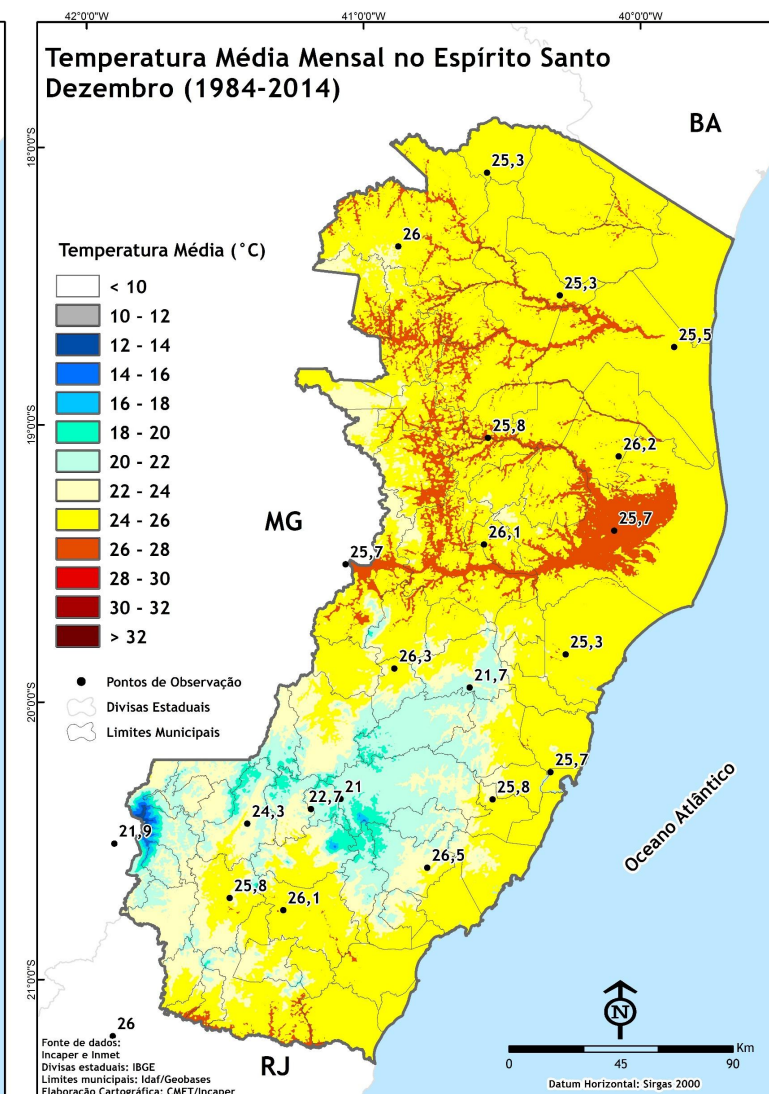 42°0'0"W
41°0'0"W
40°0'0"W
Temperatura Média Mensal no Espírito Santo
Dezembro (1984-2014)
BA
18°0'0"S
25,3
26
Temperatura Média (°C)
< 10
25,3
10 - 12
25,5
12 - 14
14 - 16
16 - 18
19°0'0"S
18 - 20
25,8
20 - 22
26,2
22 - 24
24 - 26
MG
25,7
26 - 28
26,1
25,7
28 - 30
30 - 32
> 32
25,3
26,3
21,7
Pontos de Observação
Divisas Estaduais
20°0'0"S
Limites Municipais
25,7
21
25,8
22,7
24,3
21,9
Oceano Atlântico
26,5
25,8
26,1
21°0'0"S
N
26
Fonte de dados:
Incaper e Inmet
Divisas estaduais: IBGE
Limites municipais: Idaf/Geobases
Elaboração Cartográfica: CMET/Incaper
RJ
Km
0 45 90
Datum Horizontal: Sirgas 2000